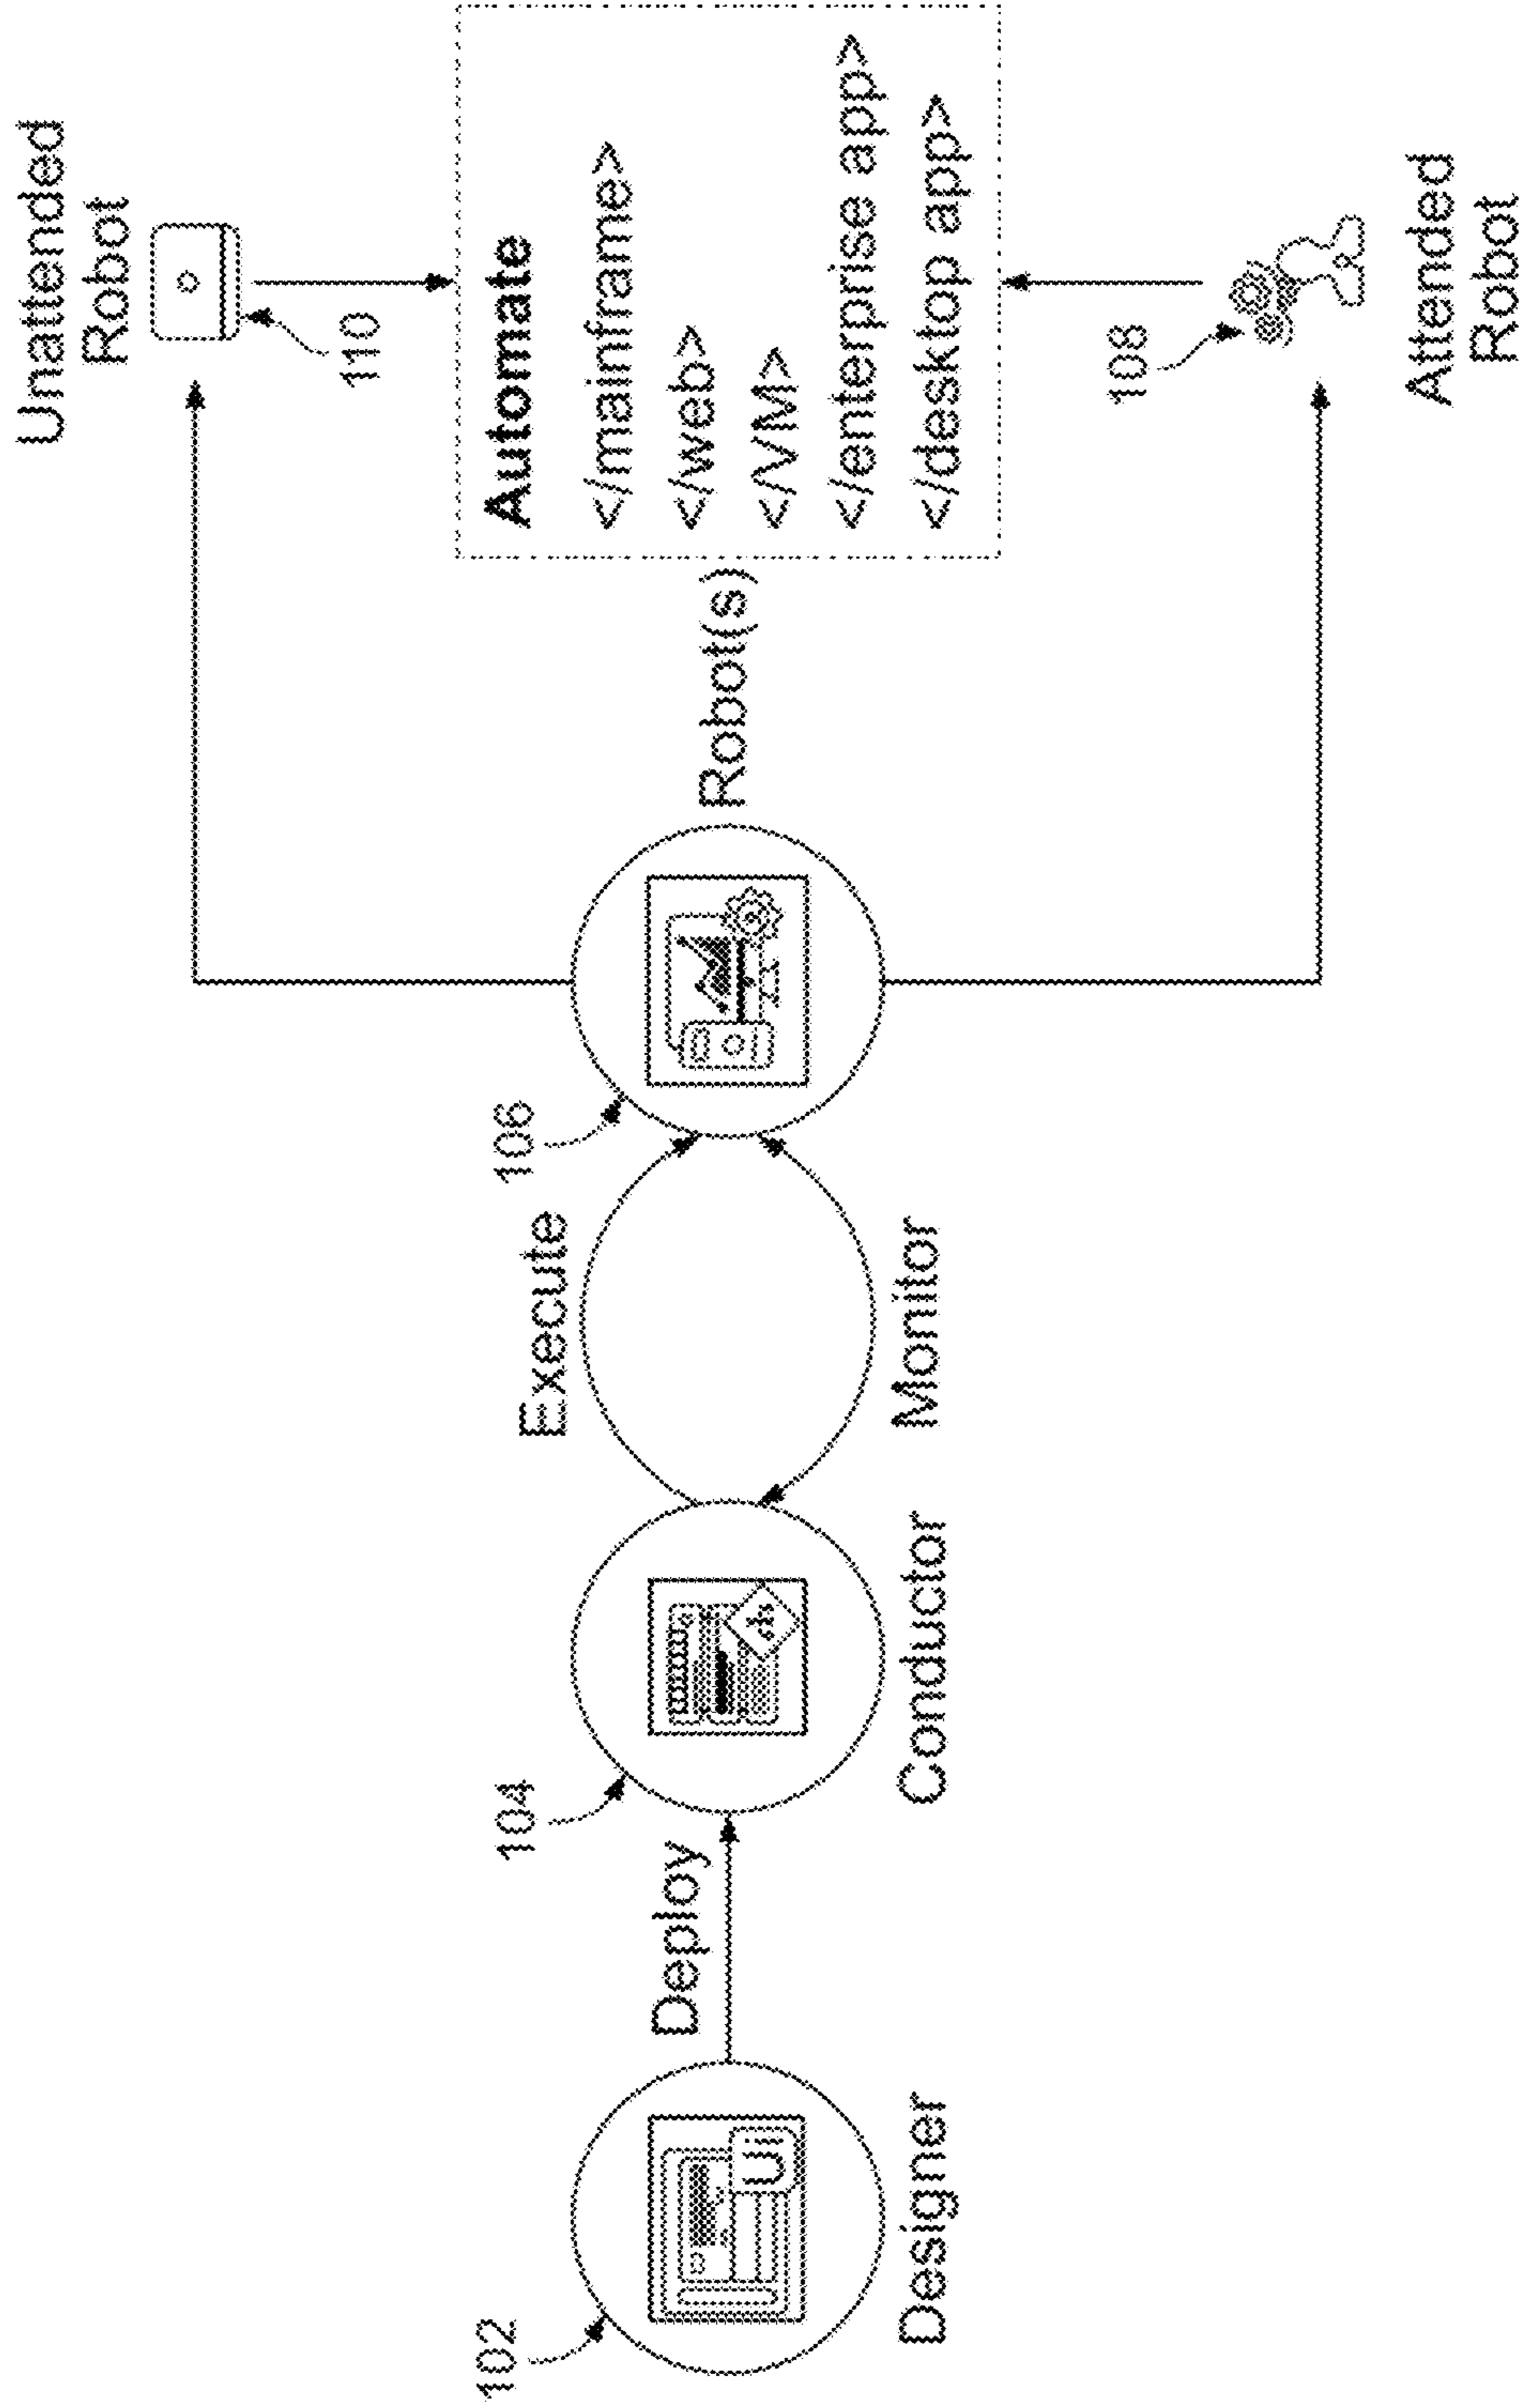 102
Designer
Ui
Deploy
104
Conductor
Execute
Monitor
106
Robot(s)
Unattended
Robot
110
Automate
</mainframe>
</web>
</VM>
</enterprise app>
</desktop app>
108
Attended
Robot